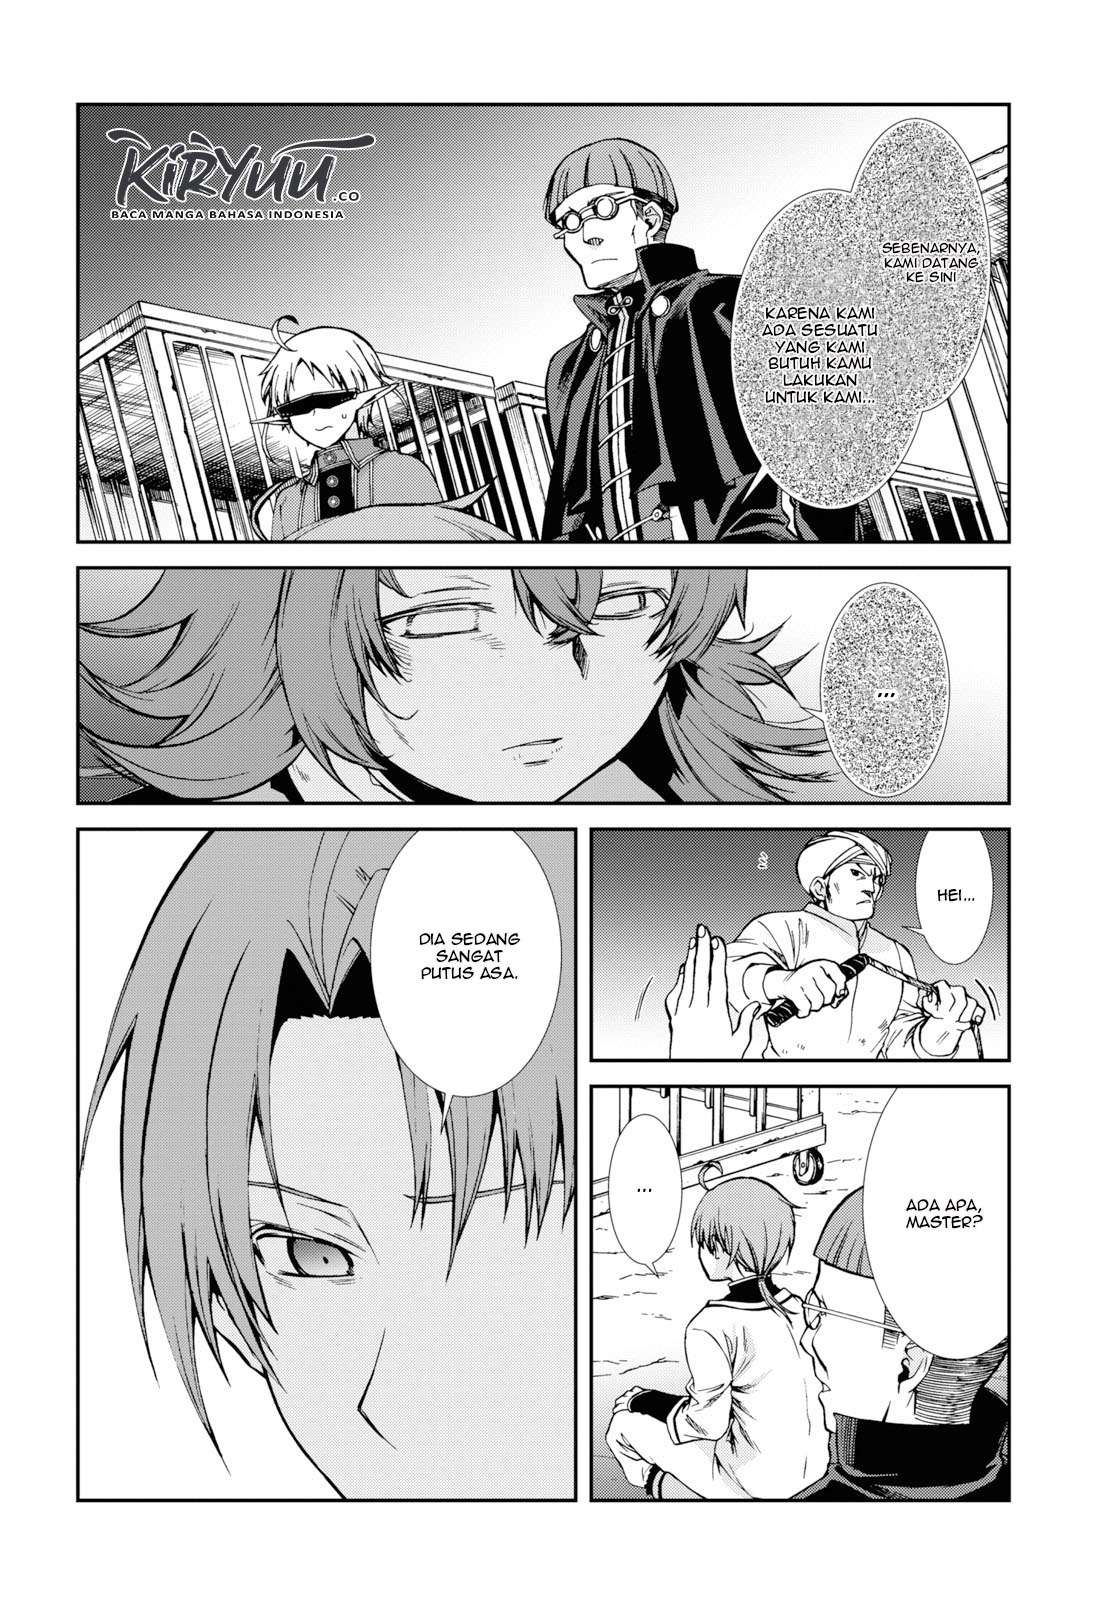 KIRYUU.CO
BACA MANGA BAHASA INDONESIA
SEBENARNYA,
KAMI DATANG
KE SINI
KARENA KAMI
ADA SESUATU
YANG KAMI
BUTUH KAMU
LAKUKAN
UNTUK KAMI...
...
HEI...
ADA APA,
MASTER?
...
DIA SEDANG
SANGAT
PUTUS ASA.